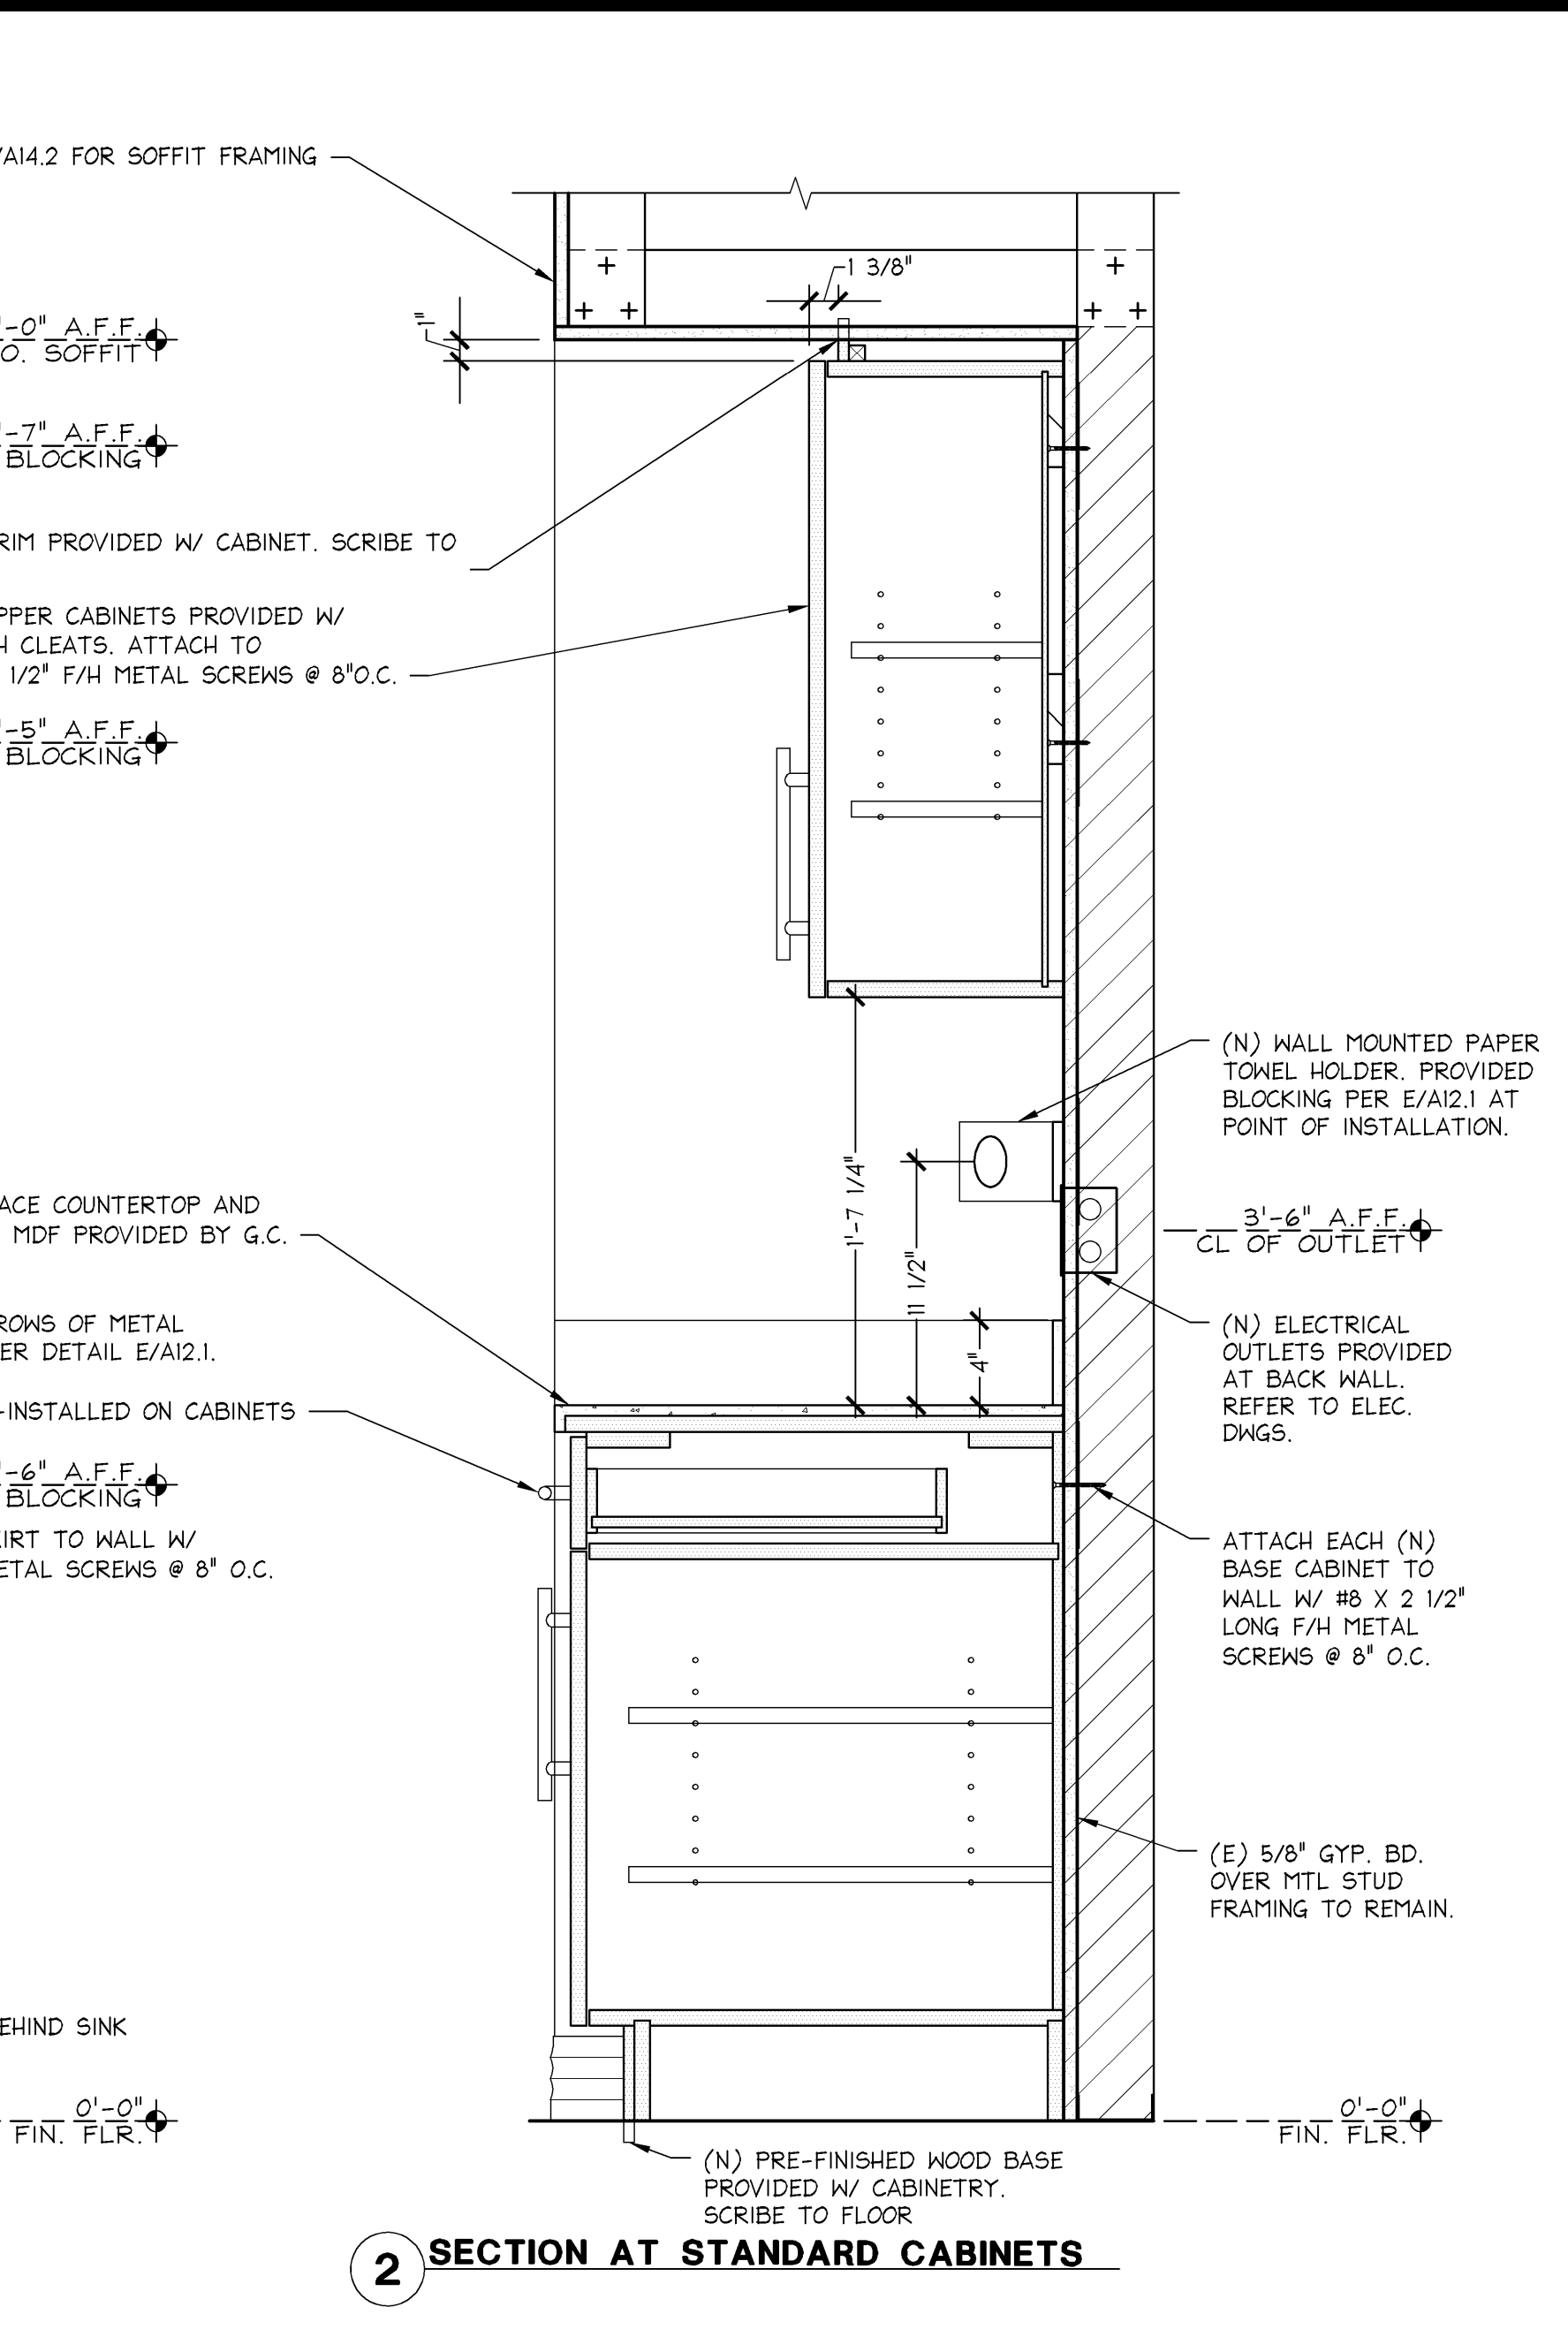 /A14.2 FOR SOFFIT FRAMING
1 3/8"
1"
'-0" A.F.F.
O. SOFFIT
'-7" A.F.F.
BLOCKING
RIM PROVIDED W/ CABINET. SCRIBE TO
PPER CABINETS PROVIDED W/
H CLEATS. ATTACH TO
1/2" F/H METAL SCREWS @ 8"O.C.
'-5" A.F.F.
BLOCKING
(N) WALL MOUNTED PAPER
TOWEL HOLDER. PROVIDED
BLOCKING PER E/A12.1 AT
POINT OF INSTALLATION.
1'-7 1/4"
11 1/2"
4"
ACE COUNTERTOP AND
MDF PROVIDED BY G.C.
3'-6" A.F.F.
CL OF OUTLET
ROWS OF METAL
ER DETAIL E/A12.1.
(N) ELECTRICAL
OUTLETS PROVIDED
AT BACK WALL.
REFER TO ELEC.
DWGS.
-INSTALLED ON CABINETS
'-6" A.F.F.
BLOCKING
IRT TO WALL W/
ETAL SCREWS @ 8" O.C.
ATTACH EACH (N)
BASE CABINET TO
WALL W/ #8 X 2 1/2"
LONG F/H METAL
SCREWS @ 8" O.C.
(E) 5/8" GYP. BD.
OVER MTL STUD
FRAMING TO REMAIN.
EHIND SINK
0'-0"
FIN. FLR.
0'-0"
FIN. FLR.
(N) PRE-FINISHED WOOD BASE
PROVIDED W/ CABINETRY.
SCRIBE TO FLOOR
2 SECTION AT STANDARD CABINETS